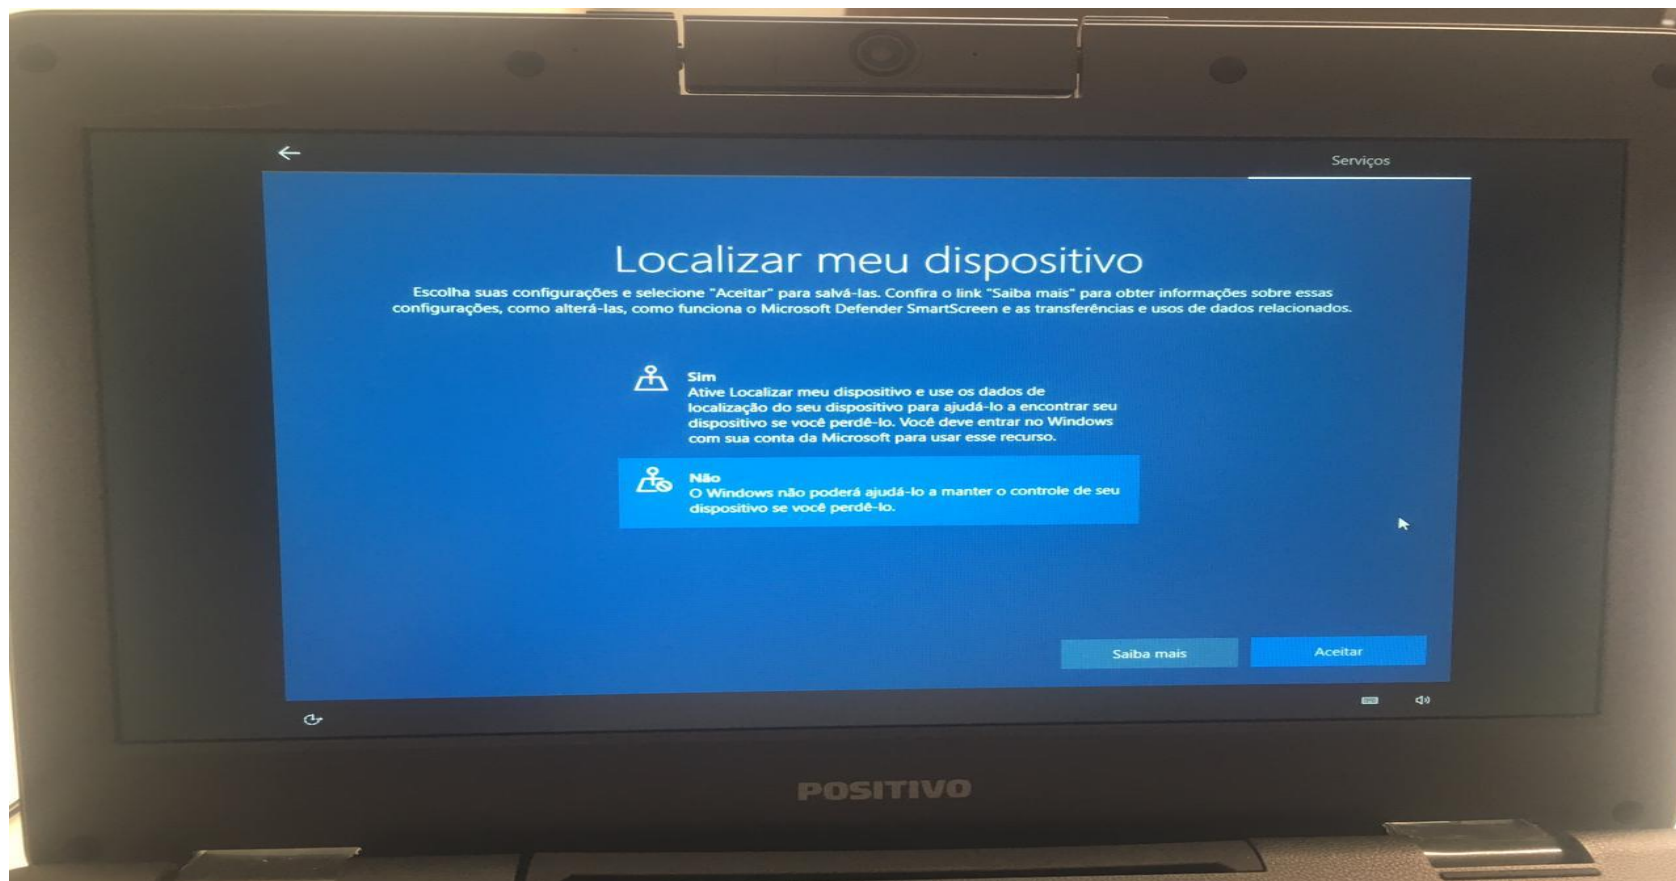 Serviços
Localizar meu dispositivo
Escolha suas configurações e selecione "Aceitar" para salvá-las. Confira o link "Saiba mais" para obter informações sobre essas
configurações, como alterá-las, como funciona o Microsoft Defender SmartScreen e as transferências e usos de dados relacionados.
Sim
Ative Localizar meu dispositivo e use os dados de
localização do seu dispositivo para ajudá-lo a encontrar seu
dispositivo se você perdê-lo. Você deve entrar no Windows
com sua conta da Microsoft para usar esse recurso.
Não
O Windows não poderá ajudá-lo a manter o controle de seu
dispositivo se você perdê-lo.
Saiba mais
Aceitar
POSITIVO